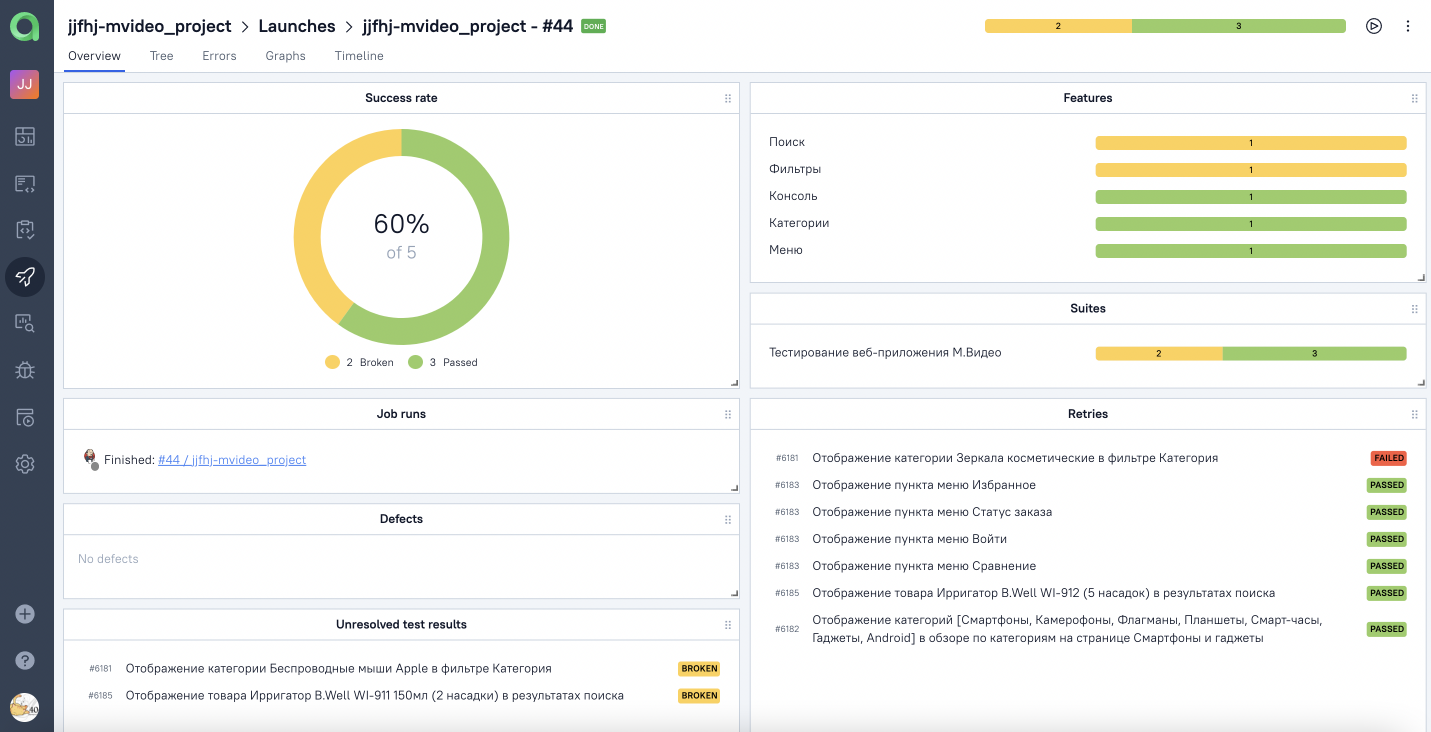 jjfhj-mvideo_project > Launches > jjfhj-mvideo_project - #44 DONE
2 3
JJ
Overview Tree Errors Graphs Timeline
Success rate
60%
of 5
2 Broken 3 Passed
Job runs
Finished: #44 / jjfhj-mvideo_project
Defects
No defects
Unresolved test results
#6181 Отображение категории Беспроводные мыши Apple в фильтре Категория BROKEN
#6185 Отображение товара Ирригатор B.Well WI-911 150мл (2 насадки) в результатах поиска BROKEN
Features
Поиск 1
Фильтры 1
Консоль 1
Категории 1
Меню 1
Suites
Тестирование веб-приложения М.Видео 2 3
Retries
#6181 Отображение категории Зеркала косметические в фильтре Категория FAILED
#6183 Отображение пункта меню Избранное PASSED
#6183 Отображение пункта меню Статус заказа PASSED
#6183 Отображение пункта меню Войти PASSED
#6183 Отображение пункта меню Сравнение PASSED
#6185 Отображение товара Ирригатор B.Well WI-912 (5 насадок) в результатах поиска PASSED
#6182 Отображение категорий [Смартфоны, Камерофоны, Флагманы, Планшеты, Смарт-часы,
Гаджеты, Android] в обзоре по категориям на странице Смартфоны и гаджеты PASSED